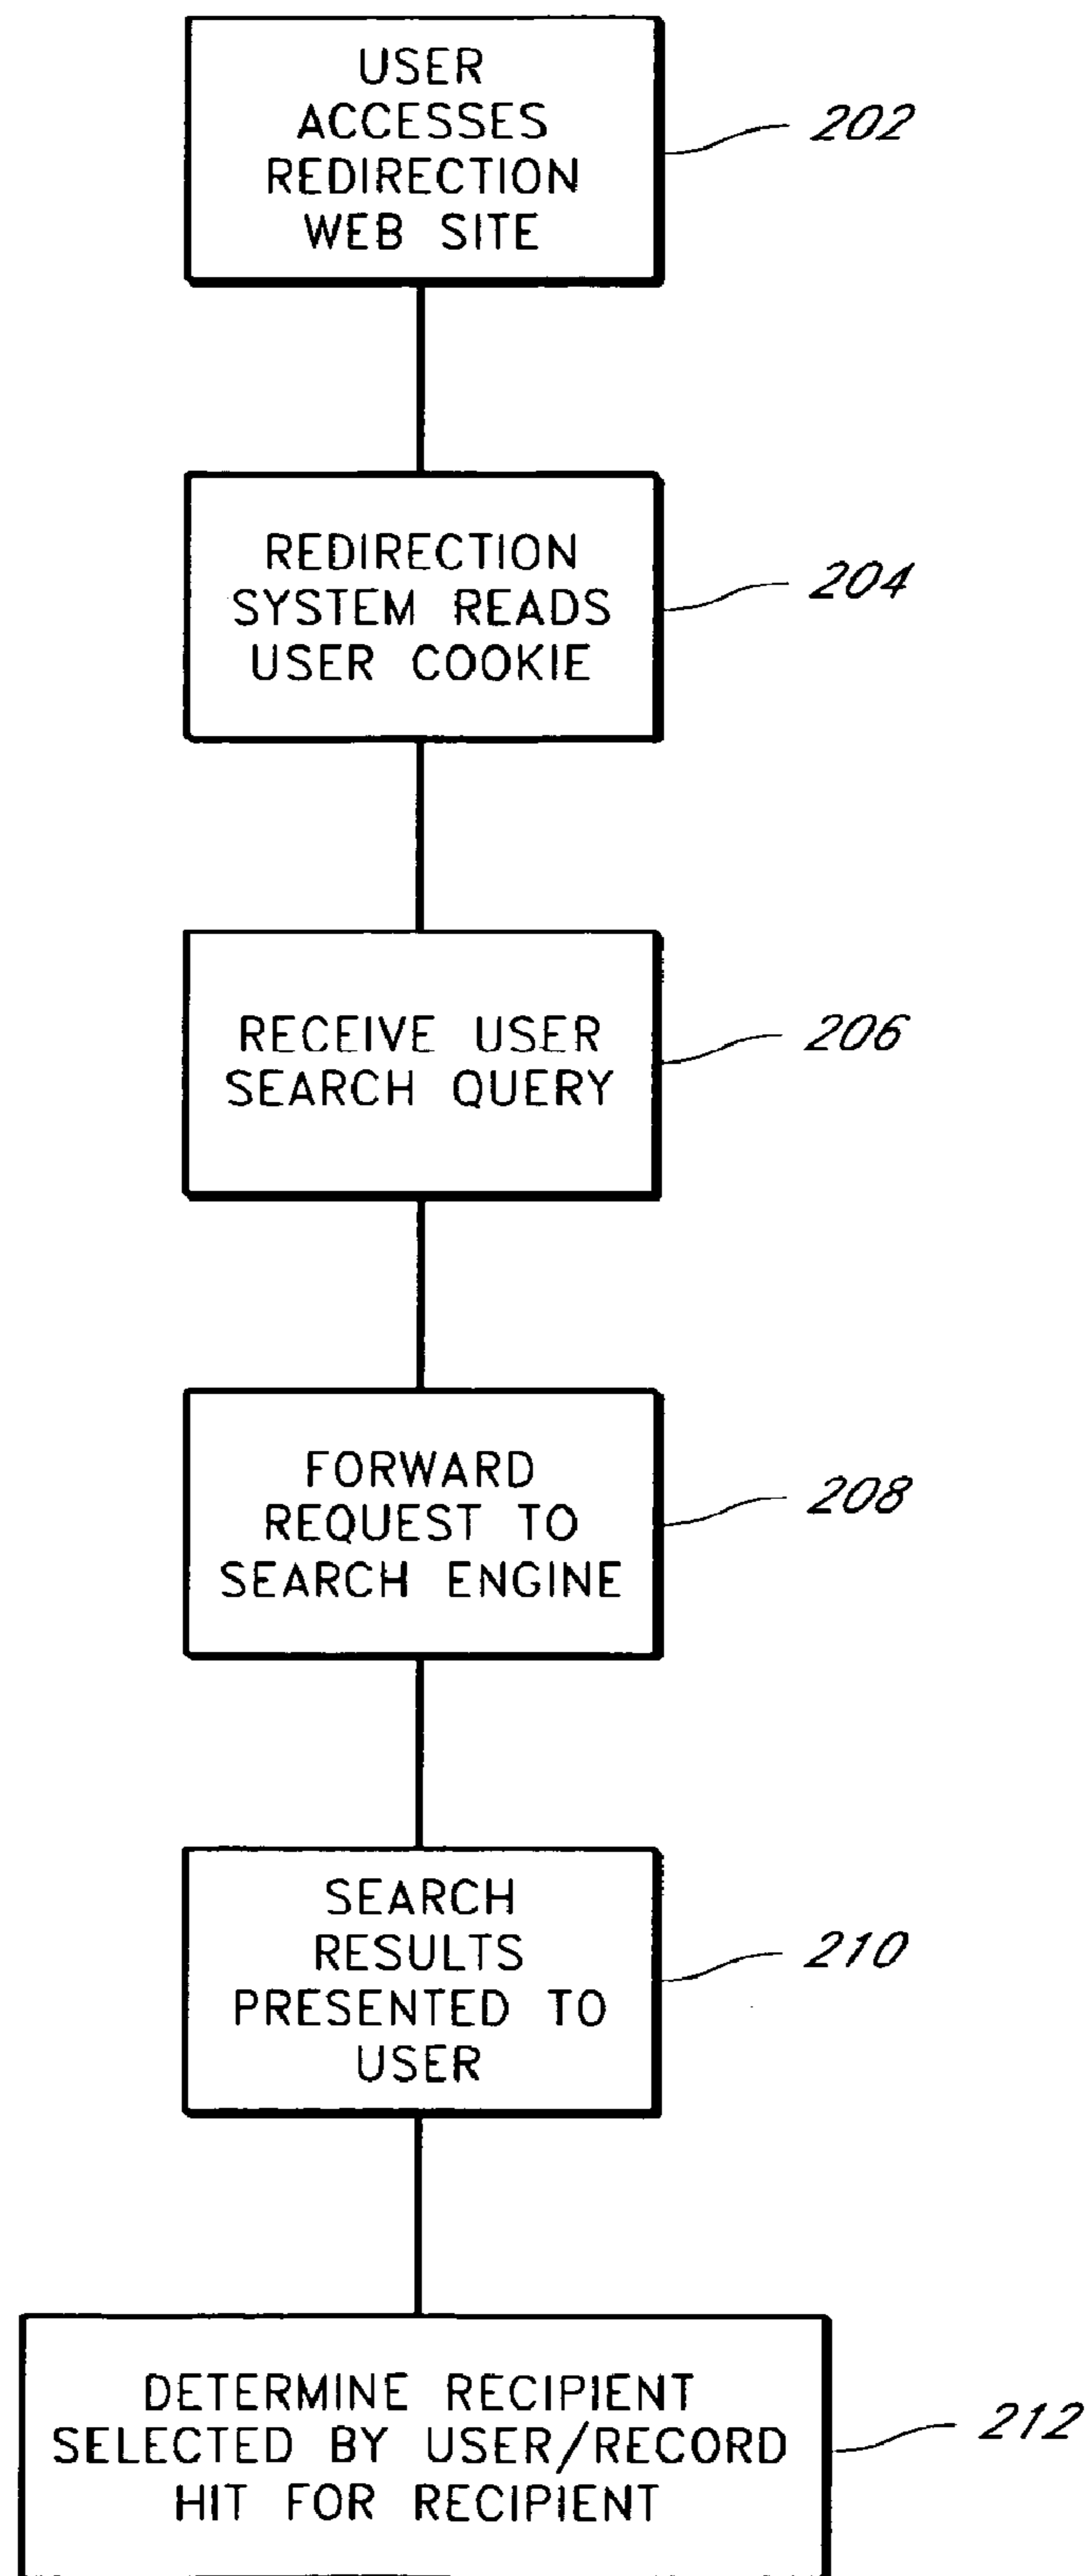 USER
ACCESSES
REDIRECTION
WEB SITE
202
REDIRECTION
SYSTEM READS
USER COOKIE
204
RECEIVE USER
SEARCH QUERY
206
FORWARD
REQUEST TO
SEARCH ENGINE
208
SEARCH
RESULTS
PRESENTED TO
USER
210
DETERMINE RECIPIENT
SELECTED BY USER/RECORD
HIT FOR RECIPIENT
212